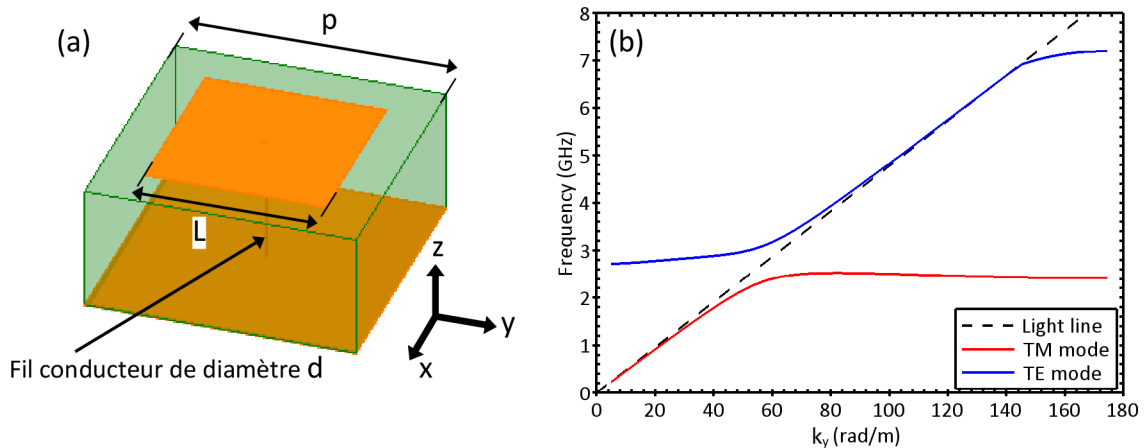 (a)
p
L
z
y
x
Fil conducteur de diamètre d
(b)
Frequency (GHz)
8
7
6
5
4
3
2
1
0
0 20 40 60 80 100 120 140 160 180
k_y (rad/m)
Light line
TM mode
TE mode